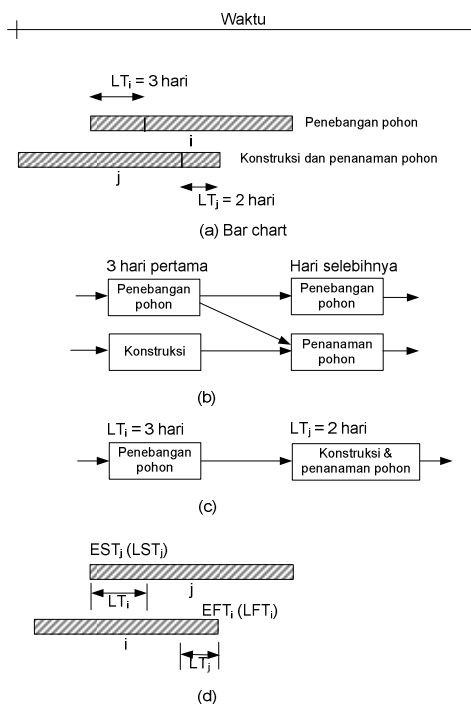 Waktu
LTi = 3 hari
Penebangan pohon
i
Konstruksi dan penanaman pohon
j
LTj = 2 hari
(a) Bar chart
3 hari pertama
Hari selebihnya
Penebangan
pohon
Penebangan
pohon
Konstruksi
Penanaman
pohon
(b)
LTi = 3 hari
LTj = 2 hari
Penebangan
pohon
Konstruksi &
penanaman pohon
(c)
ESTj (LSTj)
LTi
j
EFTi (LFTi)
i
LTj
(d)